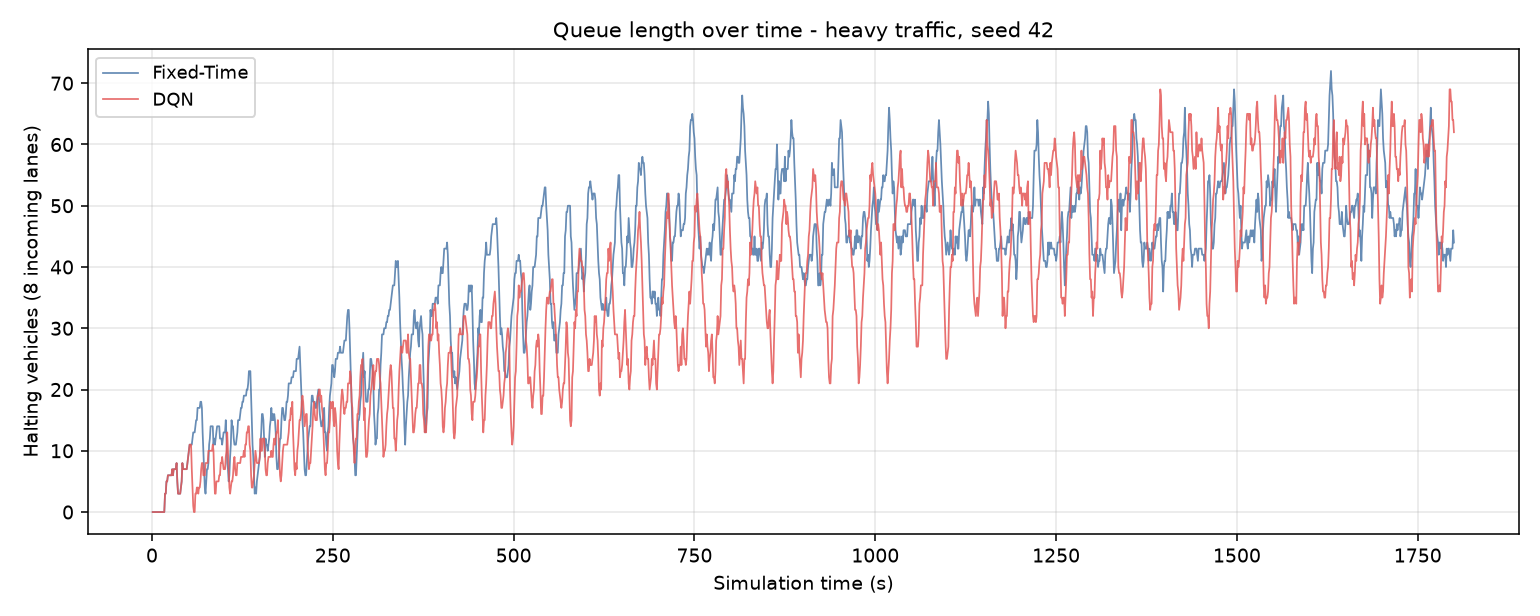 Queue length over time - heavy traffic, seed 42
Fixed-Time
DQN
Halting vehicles (8 incoming lanes)
70
60
50
40
30
20
10
0
0 250 500 750 1000 1250 1500 1750
Simulation time (s)